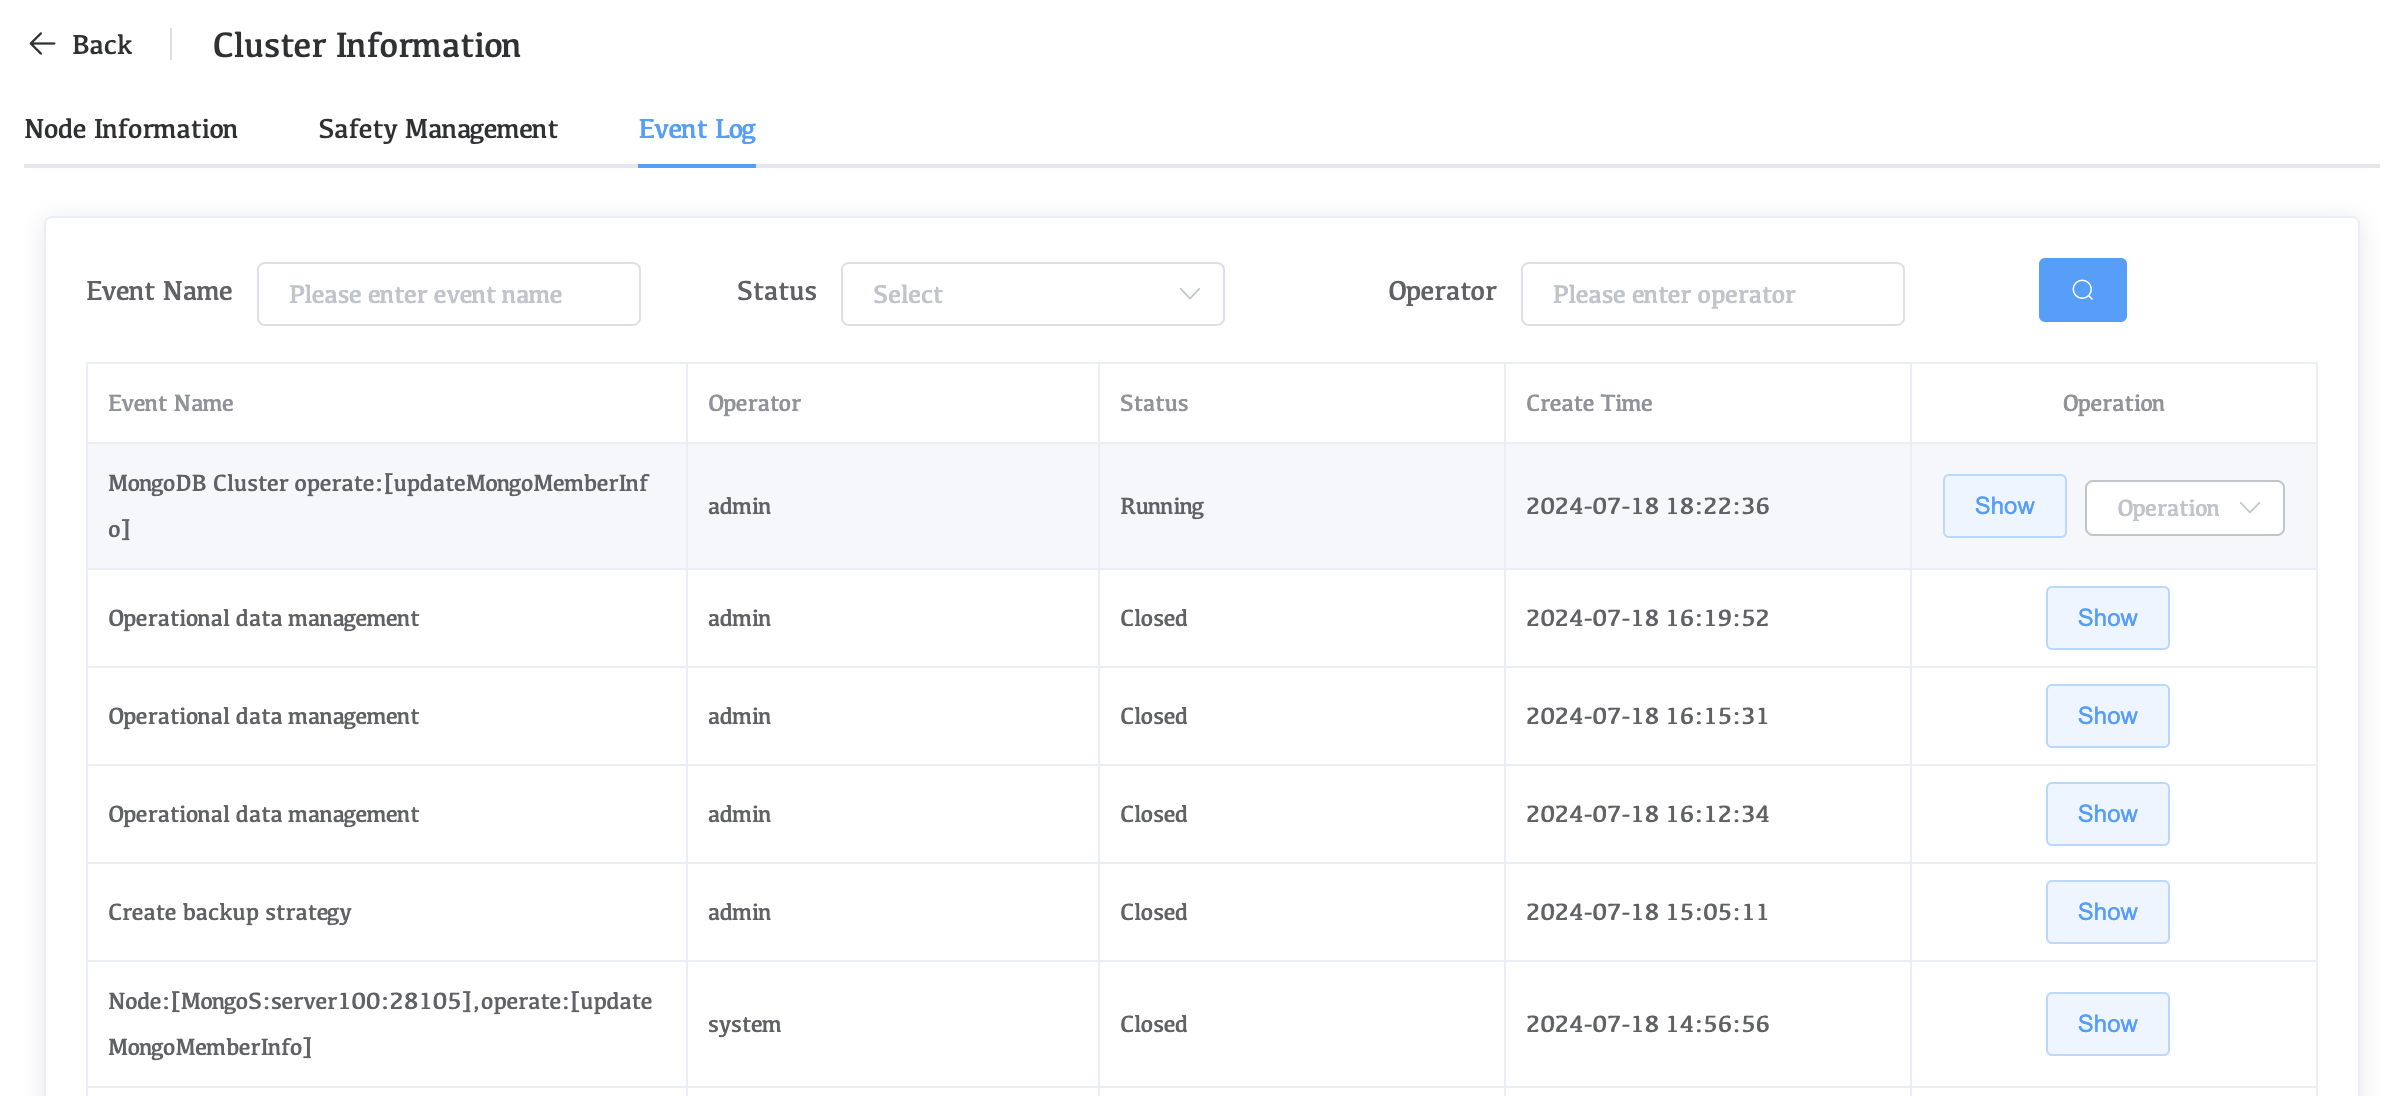 Back
Cluster Information
Node Information
Safety Management
Event Log
Event Name
Please enter event name
Status
Select
Operator
Please enter operator
Event Name
Operator
Status
Create Time
Operation
MongoDB Cluster operate:[updateMongoMemberInf
o]
admin
Running
2024-07-18 18:22:36
Show
Operation
Operational data management
admin
Closed
2024-07-18 16:19:52
Show
Operational data management
admin
Closed
2024-07-18 16:15:31
Show
Operational data management
admin
Closed
2024-07-18 16:12:34
Show
Create backup strategy
admin
Closed
2024-07-18 15:05:11
Show
Node:[MongoS:server100:28105],operate:[update
MongoMemberInfo]
system
Closed
2024-07-18 14:56:56
Show